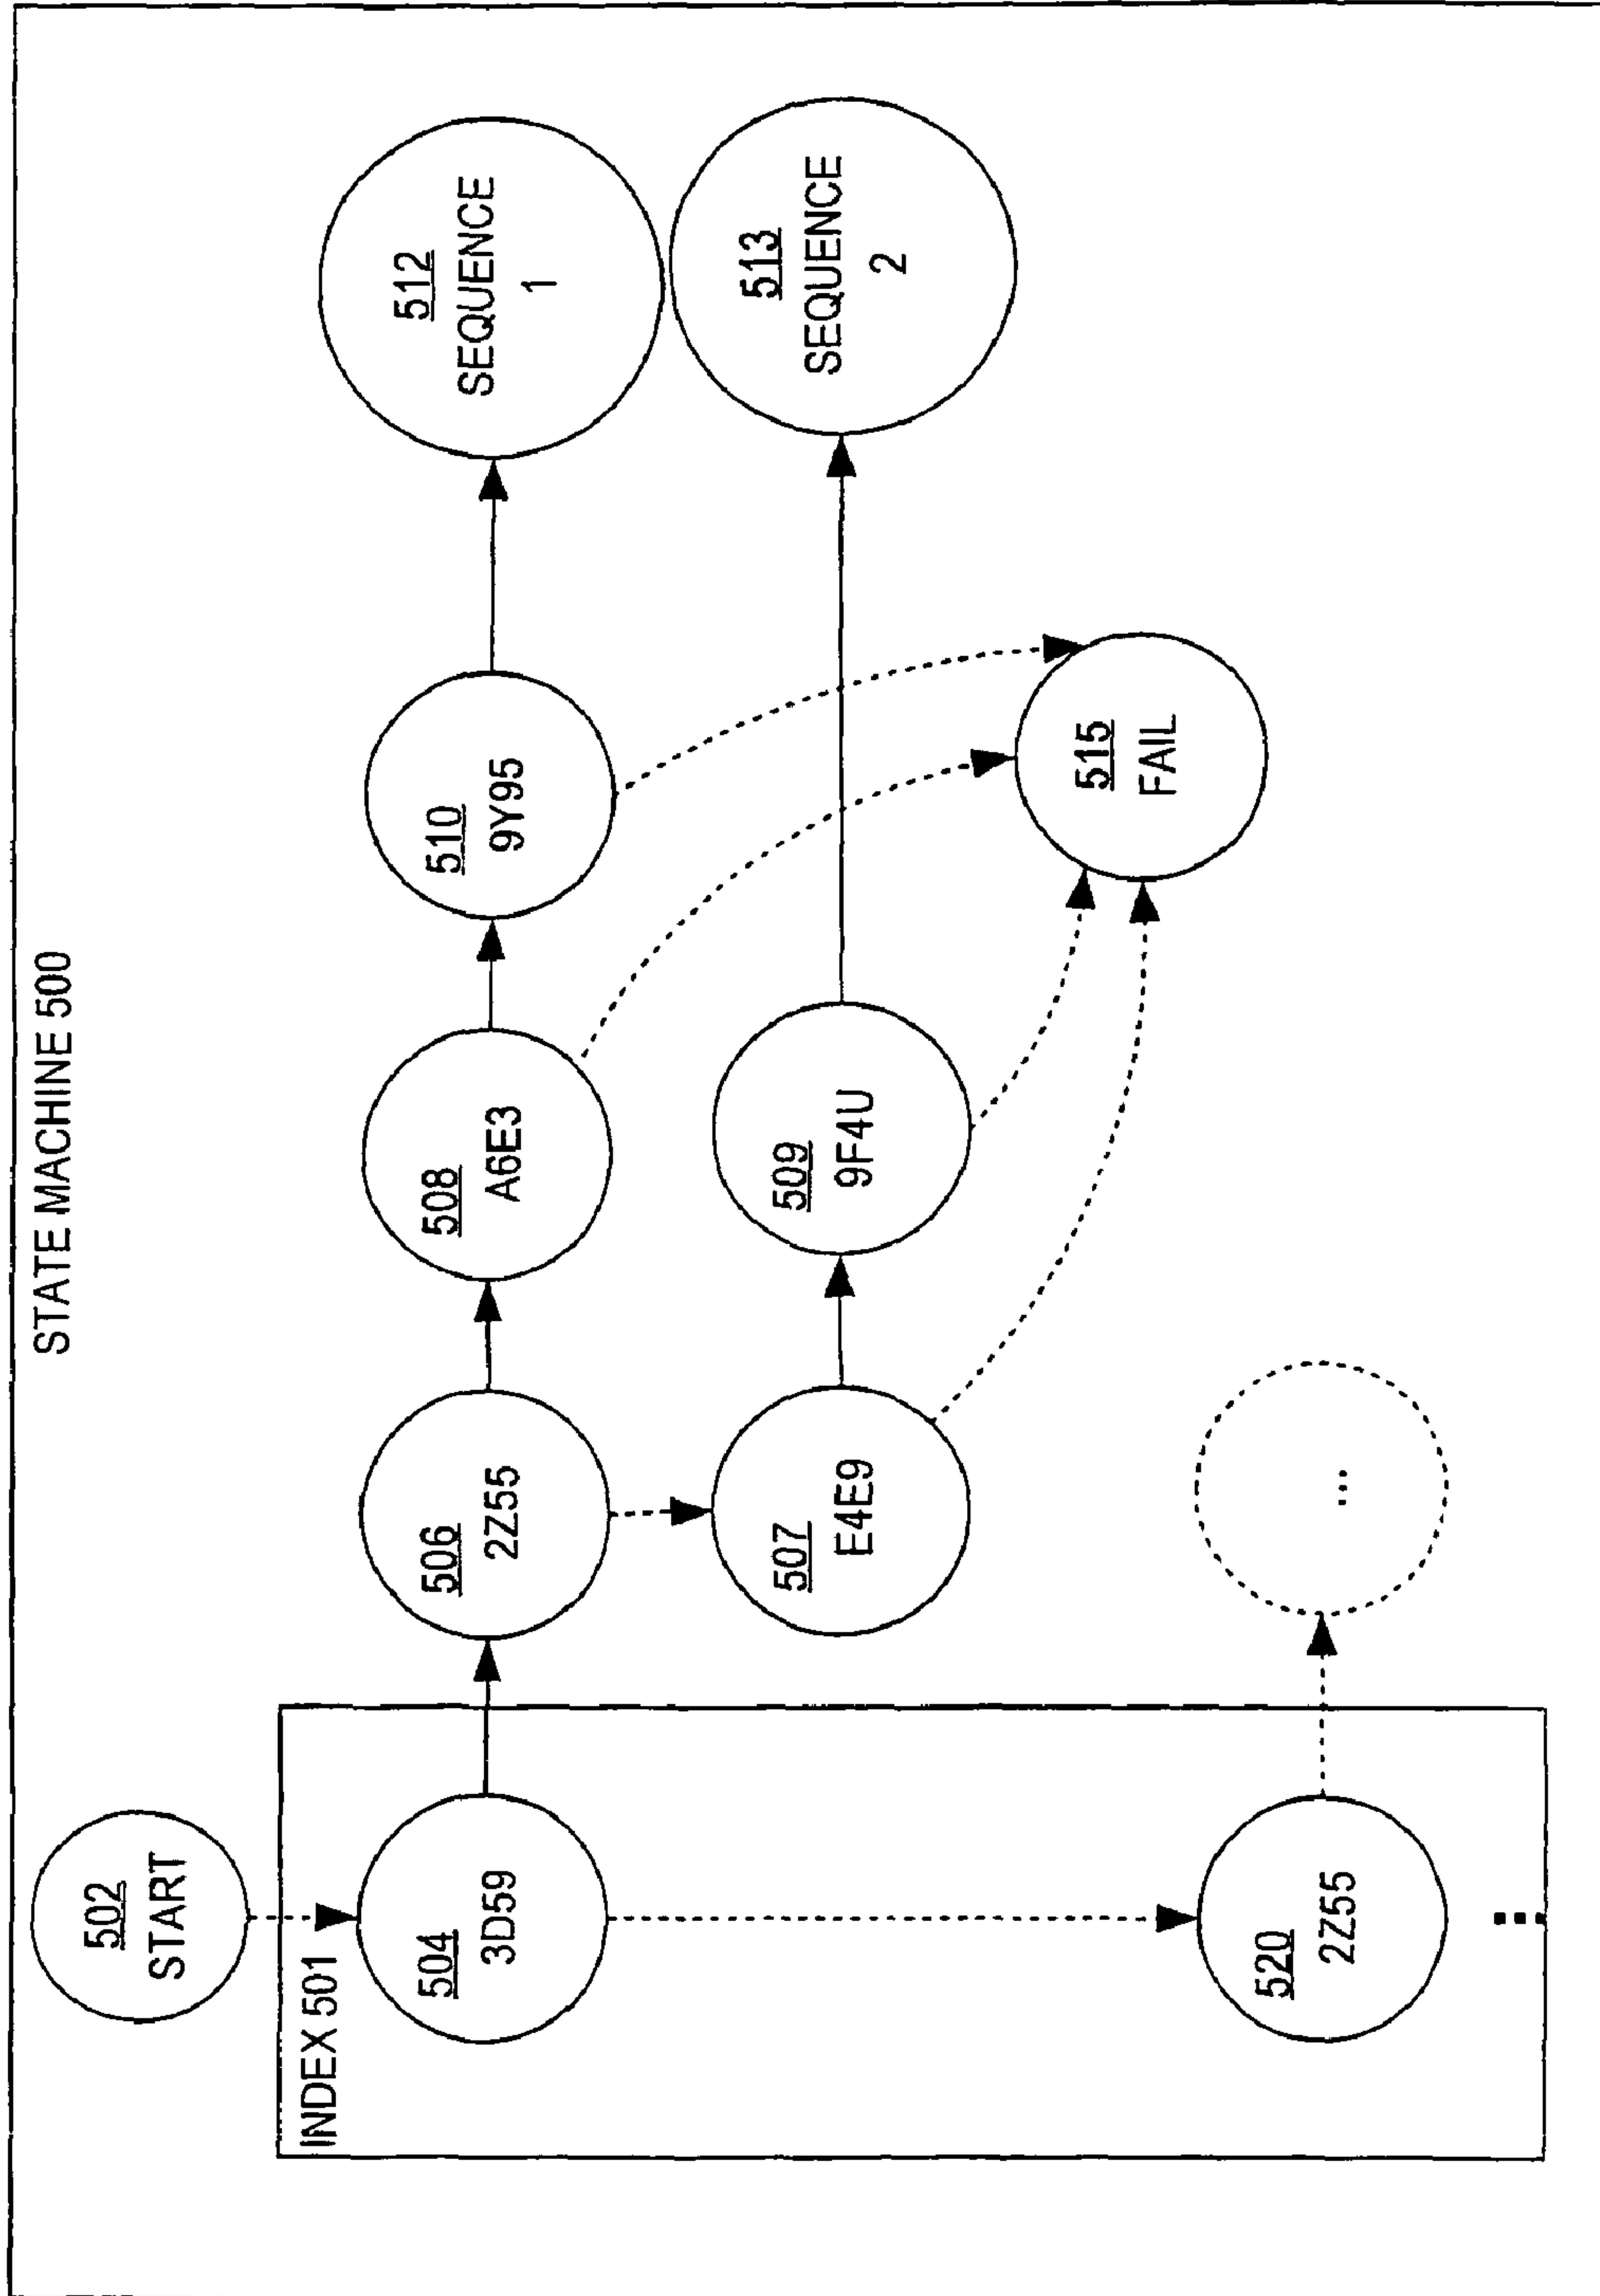 STATE MACHINE 500
502
START
INDEX 501
504
3D59
506
2Z55
508
A6E3
510
9Y95
512
SEQUENCE
1
507
E4E9
509
9F4U
513
SEQUENCE
2
515
FAIL
520
2Z55
...